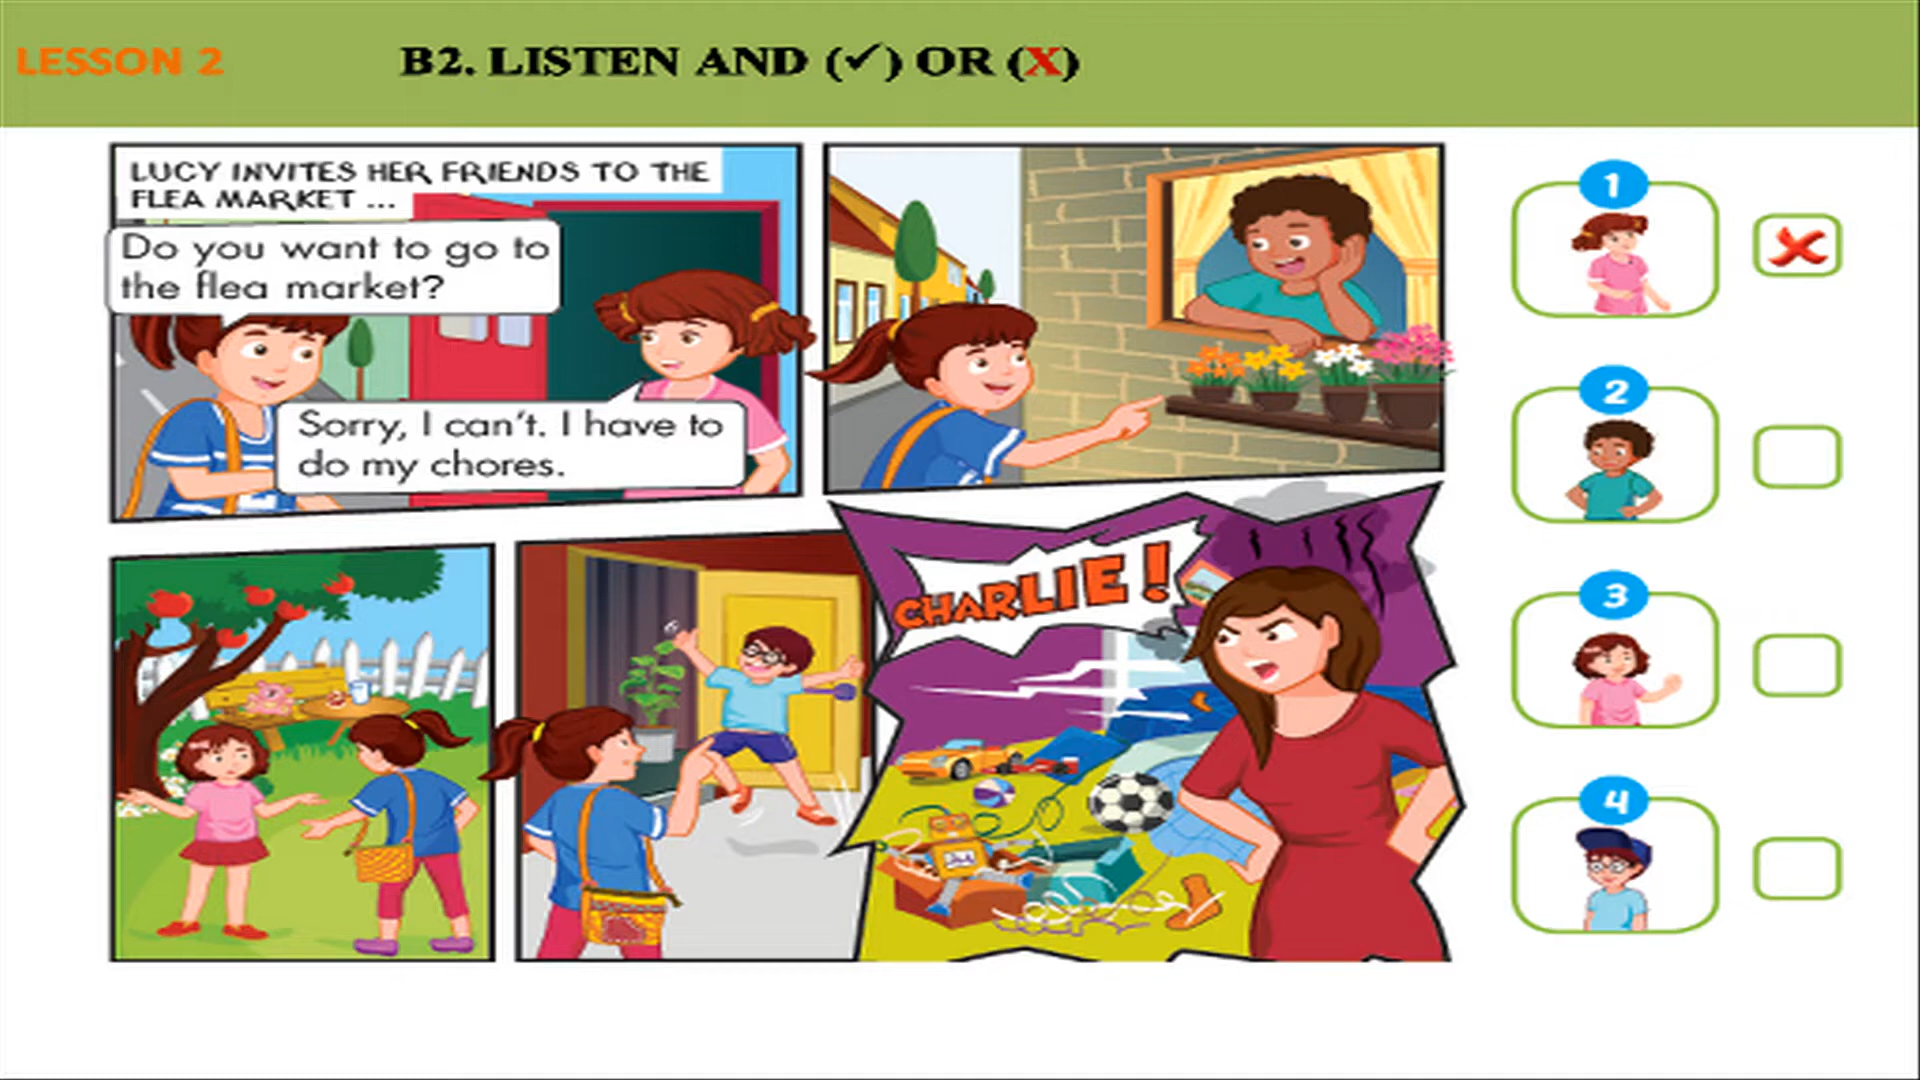 LESSON 2
B2. LISTEN AND (✓) OR (X)
LUCY INVITES HER FRIENDS TO THE
FLEA MARKET ...
Do you want to go to
the flea market?
Sorry, I can't. I have to
do my chores.
CHARLIE!
1
2
3
4